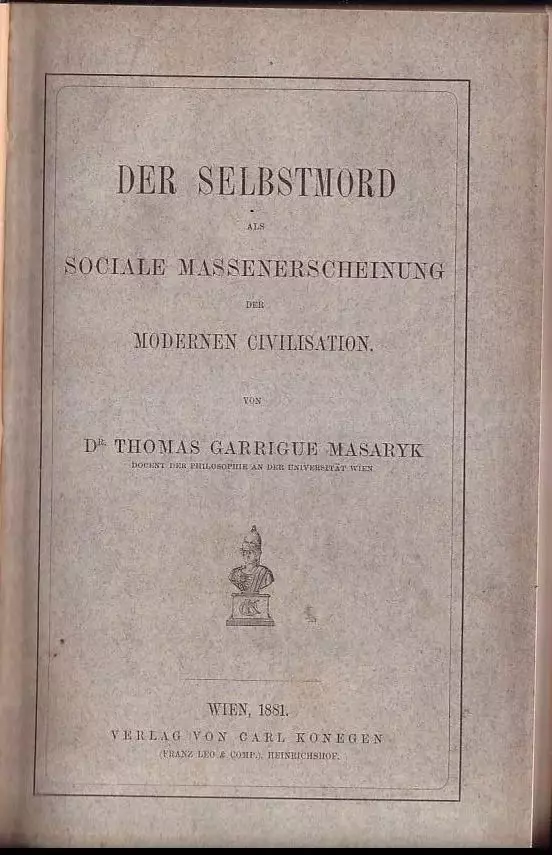 DER SELBSTMORD
ALS
SOCIALE MASSENERSCHEINUNG
DER
MODERNEN CIVILISATION.
VON
DR. THOMAS GARRIGUE MASARYK
DOCENT DER PHILOSOPHIE AN DER UNIVERSITÄT WIEN
WIEN, 1881.
VERLAG VON CARL KONEGEN
(FRANZ LEO & COMP.), HEINRICHSHOF.